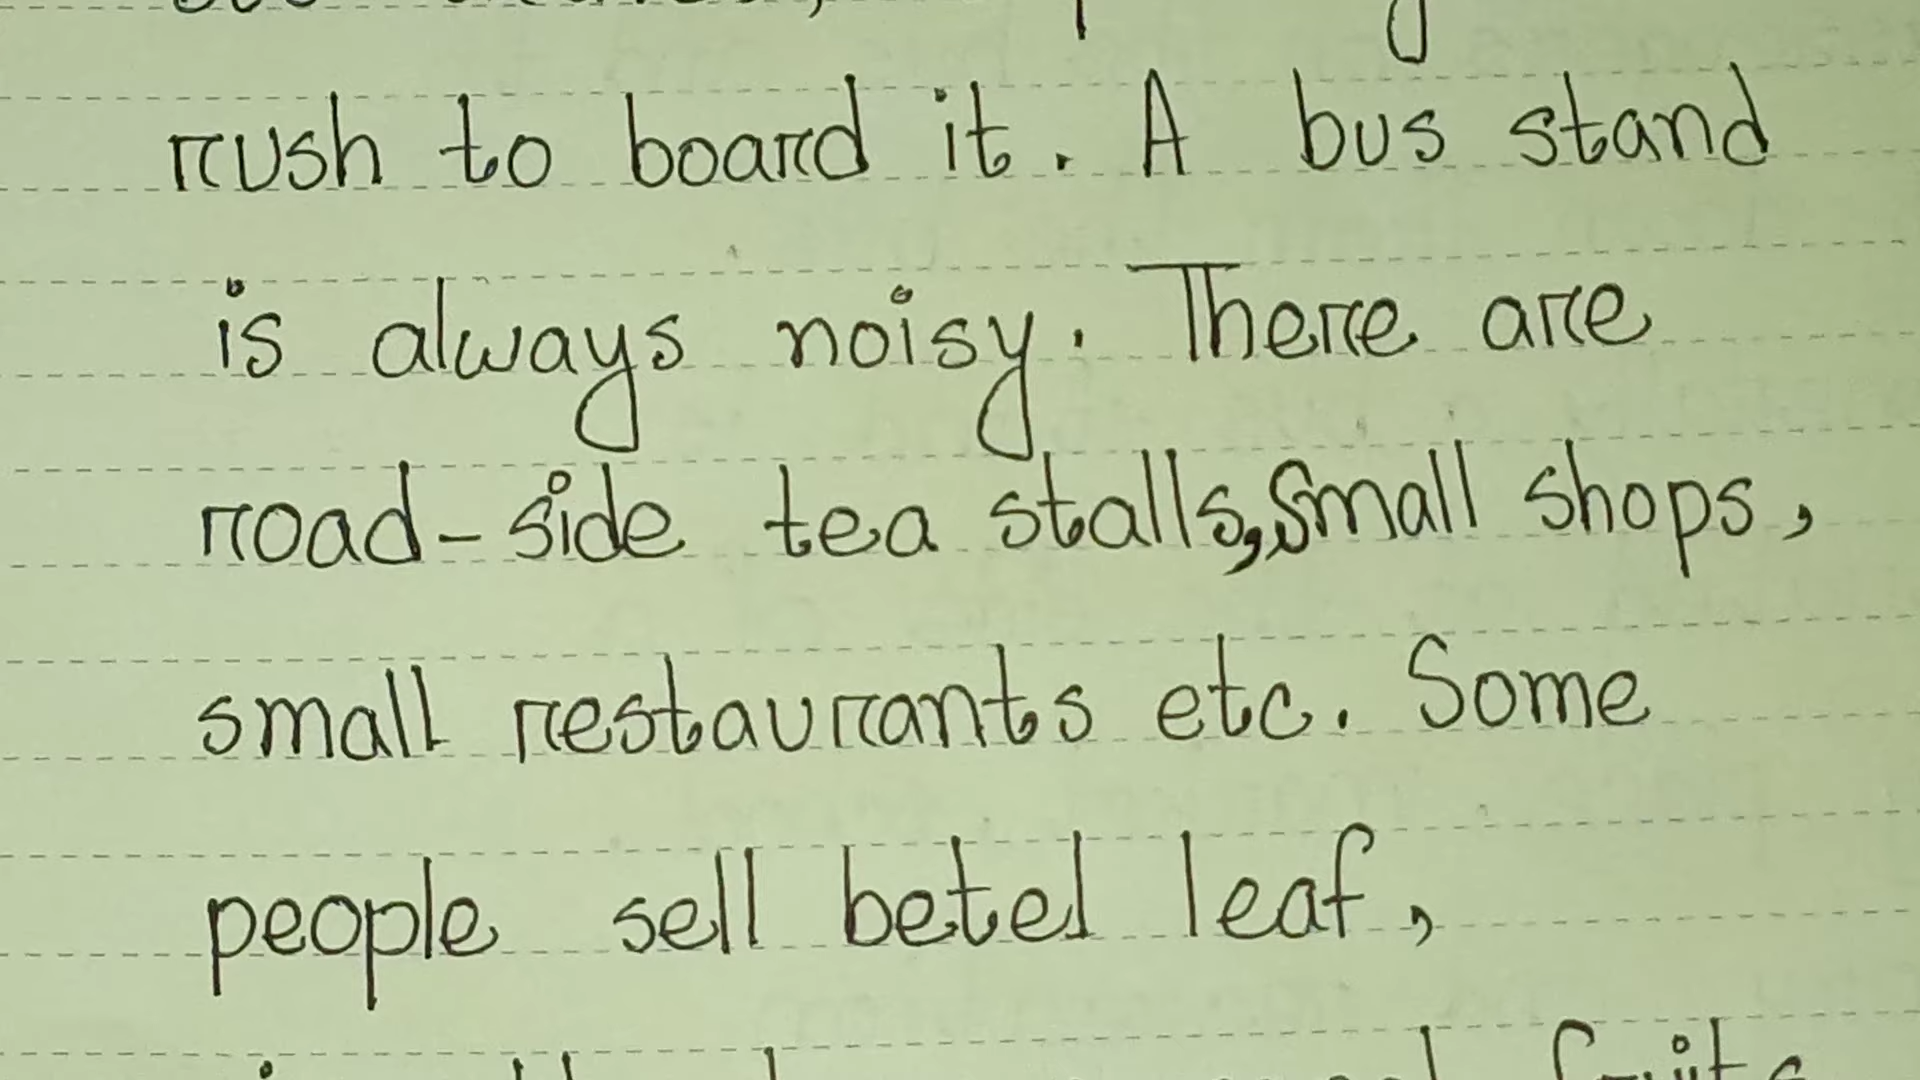 rush to board it. A bus stand
is always noisy. There are
road-side tea stalls, small shops,
small restaurants etc. Some
people sell betel leaf,